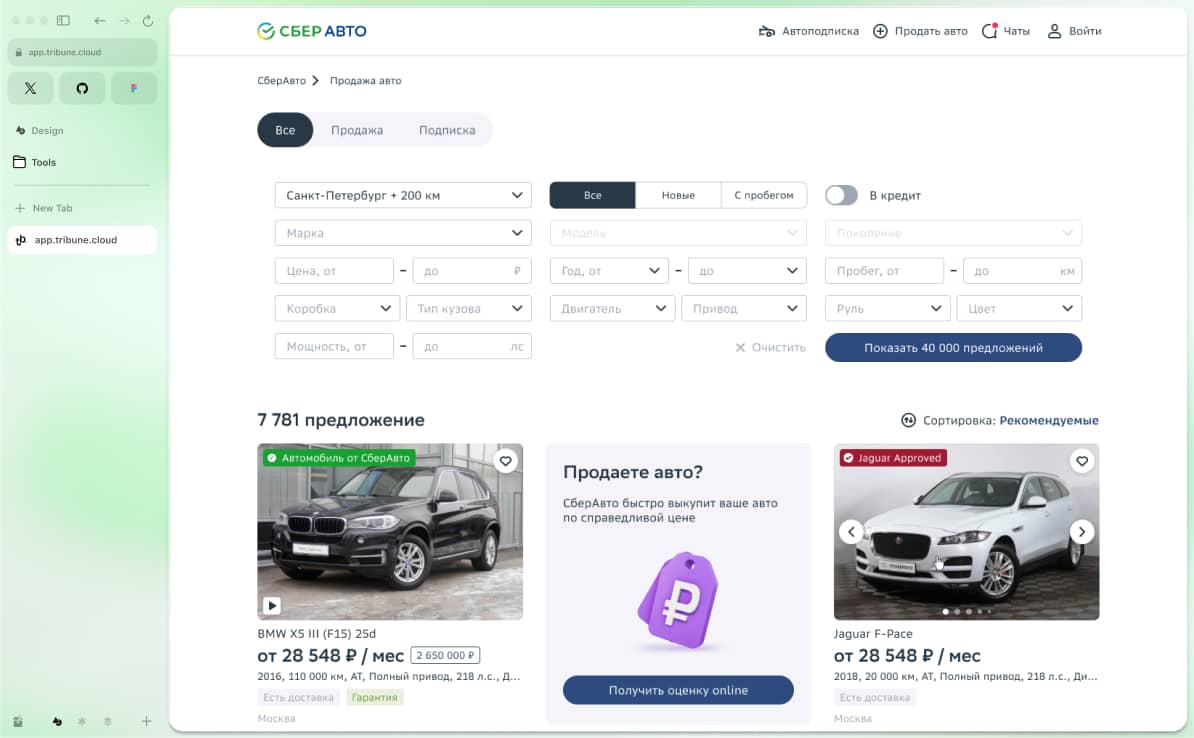 app.tribune.cloud
Design
Tools
New Tab
app.tribune.cloud
СБЕР АВТО
Автоподписка
Продать авто
Чаты
Войти
СберАвто
Продажа авто
Все
Продажа
Подписка
Санкт-Петербург + 200 км
Все
Новые
С пробегом
В кредит
Марка
Модель
Поколение
Цена, от – до ₽
Год, от – до
Пробег, от – до км
Коробка
Тип кузова
Двигатель
Привод
Руль
Цвет
Мощность, от – до лс
Очистить
Показать 40 000 предложений
7 781 предложение
Сортировка: Рекомендуемые
Автомобиль от СберАвто
BMW X5 III (F15) 25d
от 28 548 ₽ / мес 2 650 000 ₽
2016, 110 000 км, AT, Полный привод, 218 л.с., Д...
Есть доставка
Гарантия
Москва
Продаете авто?
СберАвто быстро выкупит ваше авто
по справедливой цене
₽
Получить оценку online
Jaguar Approved
Jaguar F-Pace
от 28 548 ₽ / мес
2018, 20 000 км, AT, Полный привод, 218 л.с., Ди...
Есть доставка
Москва